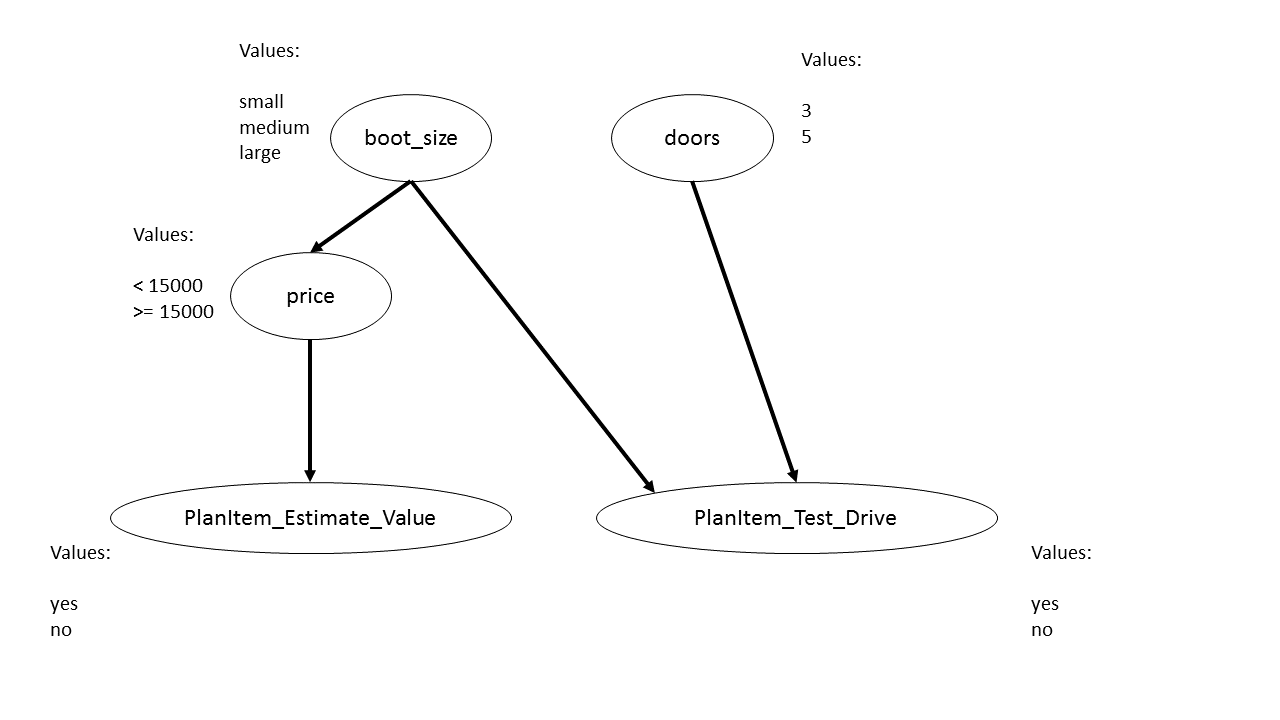 Values:
small
medium
large
boot_size
doors
Values:
3
5
Values:
< 15000
>= 15000
price
PlanItem_Estimate_Value
PlanItem_Test_Drive
Values:
yes
no
Values:
yes
no